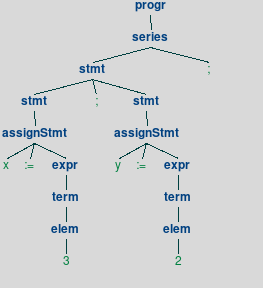 progr
series
stmt ;
stmt ; stmt
assignStmt assignStmt
x := expr y := expr
term term
elem elem
3 2